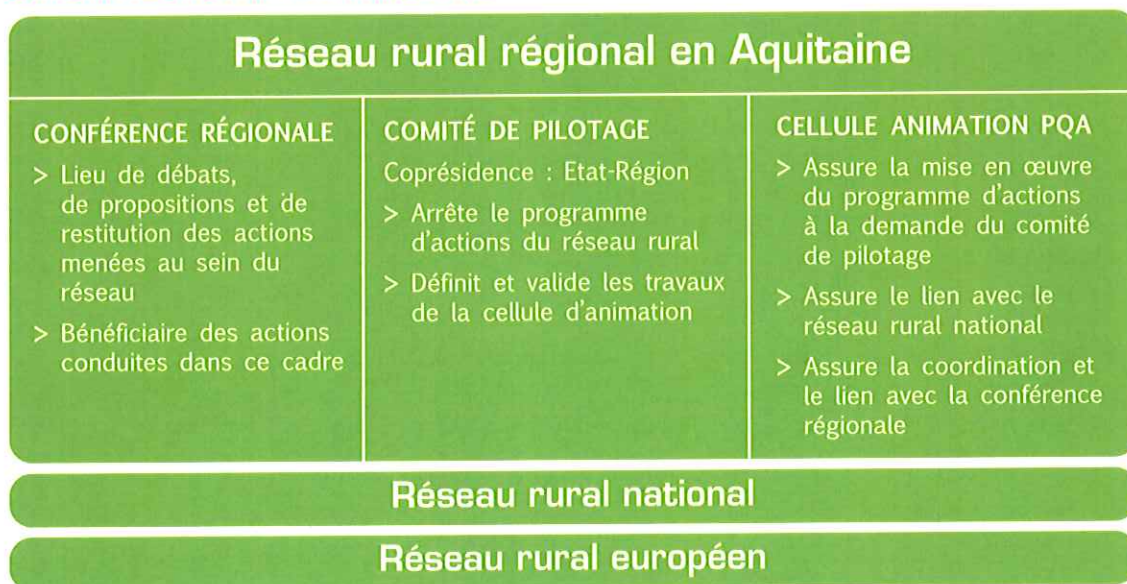 Réseau rural régional en Aquitaine
CONFÉRENCE RÉGIONALE
> Lieu de débats,
de propositions et de
restitution des actions
menées au sein du
réseau
> Bénéficiaire des actions
conduites dans ce cadre
COMITÉ DE PILOTAGE
Coprésidence : Etat-Région
> Arrête le programme
d'actions du réseau rural
> Définit et valide les travaux
de la cellule d'animation
CELLULE ANIMATION PQA
> Assure la mise en œuvre
du programme d'actions
à la demande du comité
de pilotage
> Assure le lien avec le
réseau rural national
> Assure la coordination et
le lien avec la conférence
régionale
Réseau rural national
Réseau rural européen